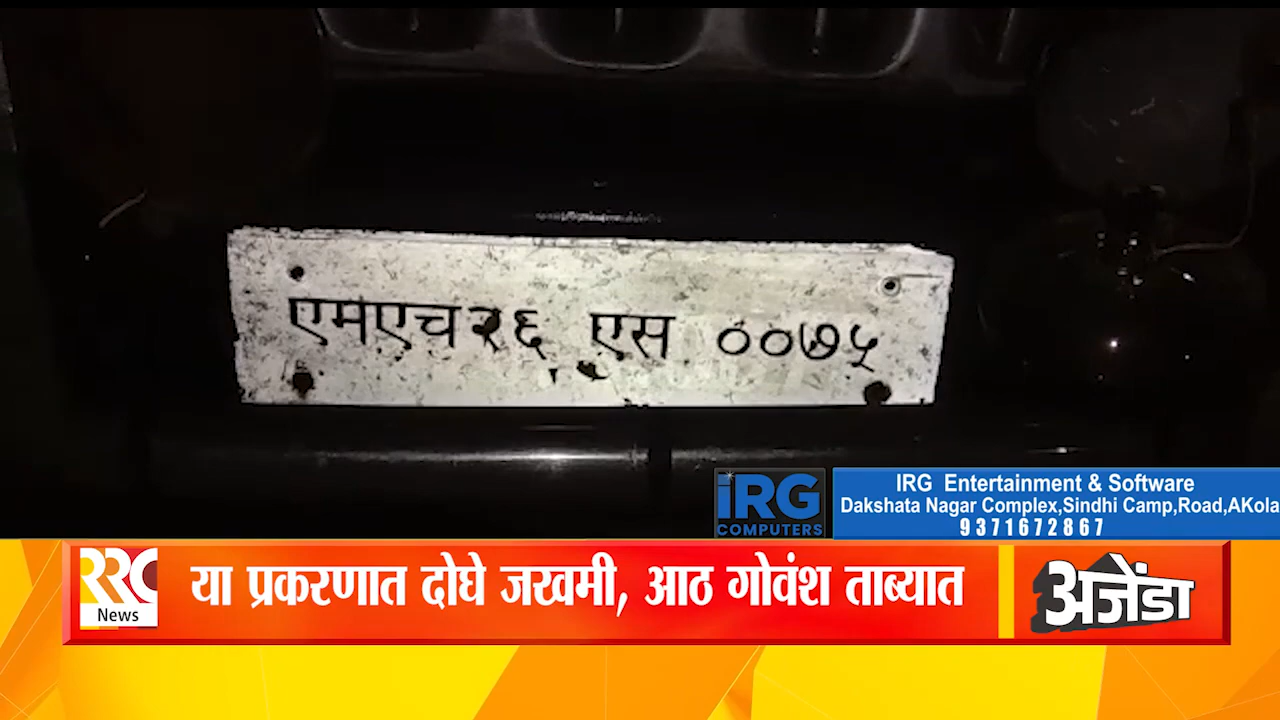 एमएच२६ एस ००७५
iRG
COMPUTERS
IRG Entertainment & Software
Dakshata Nagar Complex,Sindhi Camp,Road,AKola
9371672867
RRC
News
या प्रकरणात दोघे जखमी, आठ गोवंश ताब्यात
अजेंडा